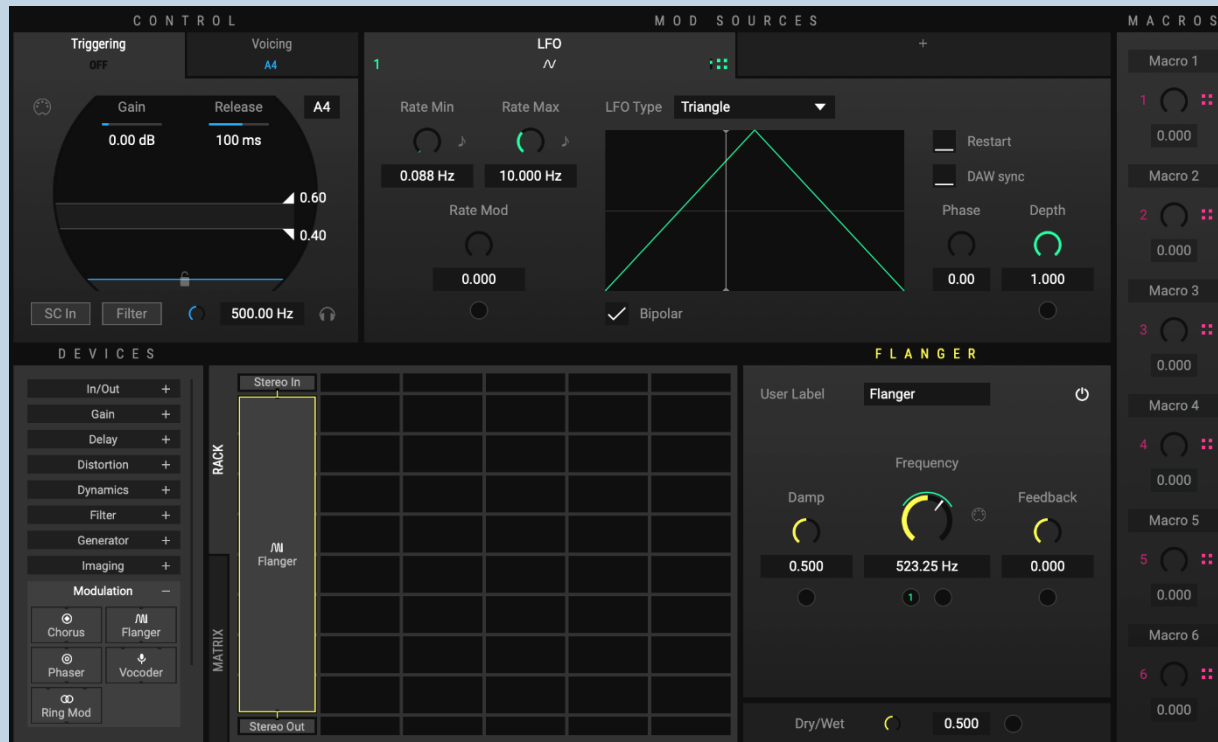 CONTROL
MOD SOURCES
MACROS
Triggering
OFF
Voicing
A4
LFO
1
+
Gain
0.00 dB
Release
100 ms
A4
0.60
0.40
SC In
Filter
500.00 Hz
Rate Min
Rate Max
0.088 Hz
10.000 Hz
Rate Mod
0.000
LFO Type
Triangle
Bipolar
Restart
DAW sync
Phase
Depth
0.00
1.000
Macro 1
1
0.000
Macro 2
2
0.000
Macro 3
3
0.000
Macro 4
4
0.000
Macro 5
5
0.000
Macro 6
6
0.000
DEVICES
In/Out +
Gain +
Delay +
Distortion +
Dynamics +
Filter +
Generator +
Imaging +
Modulation −
Chorus
Flanger
Phaser
Vocoder
Ring Mod
RACK
MATRIX
Stereo In
Flanger
Stereo Out
FLANGER
User Label
Flanger
Frequency
Damp
Feedback
0.500
523.25 Hz
0.000
1
Dry/Wet
0.500